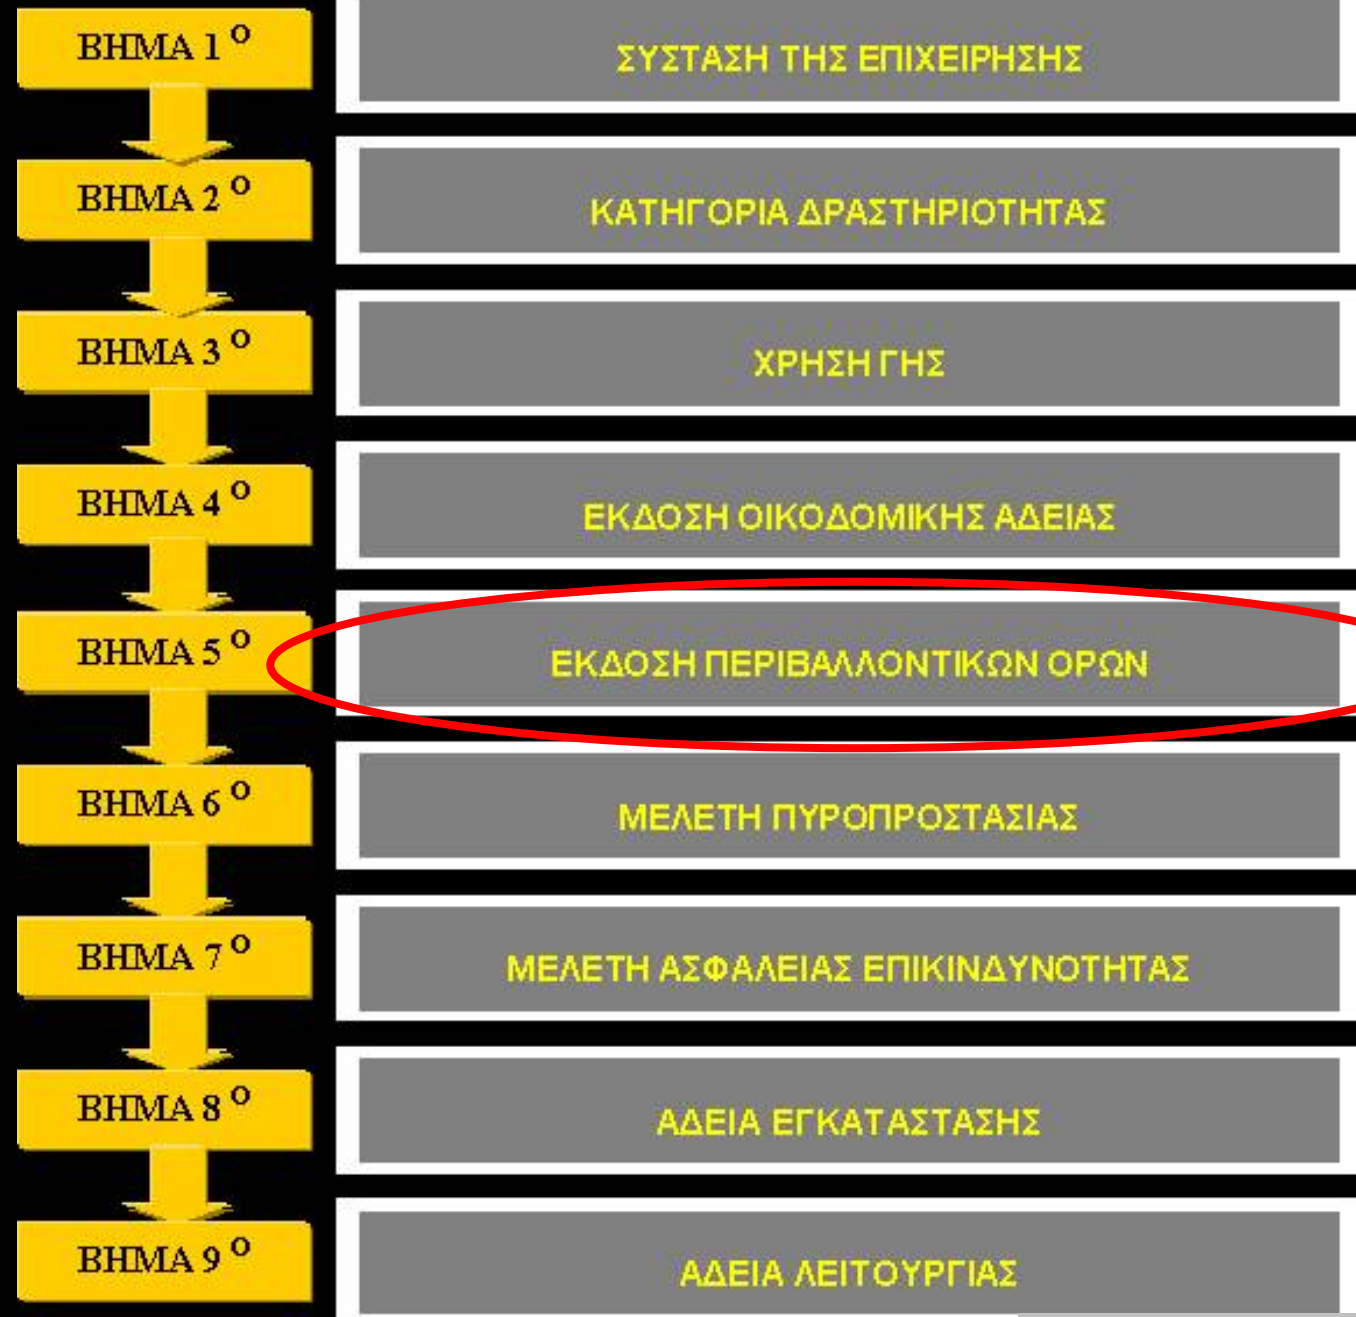 ΒΗΜΑ 1 Ο
ΣΥΣΤΑΣΗ ΤΗΣ ΕΠΙΧΕΙΡΗΣΗΣ
ΒΗΜΑ 2 Ο
ΚΑΤΗΓΟΡΙΑ ΔΡΑΣΤΗΡΙΟΤΗΤΑΣ
ΒΗΜΑ 3 Ο
ΧΡΗΣΗ ΓΗΣ
ΒΗΜΑ 4 Ο
ΕΚΔΟΣΗ ΟΙΚΟΔΟΜΙΚΗΣ ΑΔΕΙΑΣ
ΒΗΜΑ 5 Ο
ΕΚΔΟΣΗ ΠΕΡΙΒΑΛΛΟΝΤΙΚΩΝ ΟΡΩΝ
ΒΗΜΑ 6 Ο
ΜΕΛΕΤΗ ΠΥΡΟΠΡΟΣΤΑΣΙΑΣ
ΒΗΜΑ 7 Ο
ΜΕΛΕΤΗ ΑΣΦΑΛΕΙΑΣ ΕΠΙΚΙΝΔΥΝΟΤΗΤΑΣ
ΒΗΜΑ 8 Ο
ΑΔΕΙΑ ΕΓΚΑΤΑΣΤΑΣΗΣ
ΒΗΜΑ 9 Ο
ΑΔΕΙΑ ΛΕΙΤΟΥΡΓΙΑΣ